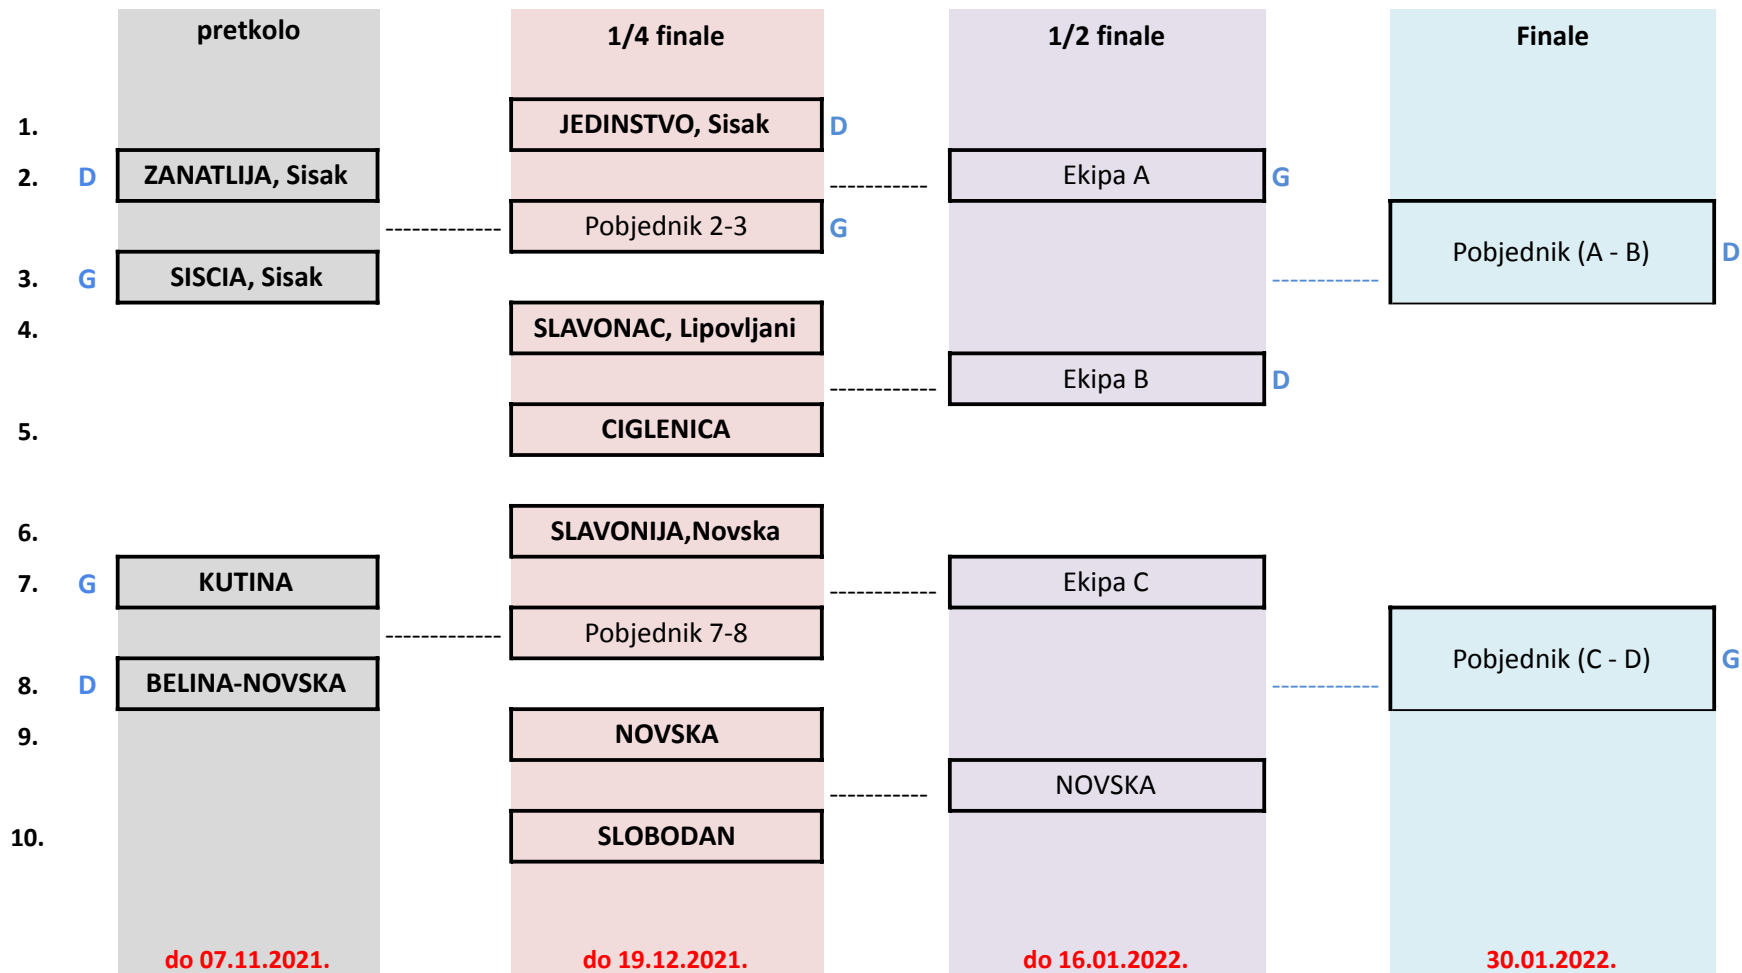 pretkolo 1/4 finale 1/2 finale Finale
1. JEDINSTVO, Sisak D
2. D ZANATLIJA, Sisak Ekipa A G
Pobjednik 2-3 G
Pobjednik (A - B) D
3. G SISCIA, Sisak
4. SLAVONAC, Lipovljani
Ekipa B D
5. CIGLENICA
6. SLAVONIJA,Novska
7. G KUTINA Ekipa C
Pobjednik 7-8
Pobjednik (C - D) G
8. D BELINA-NOVSKA
9. NOVSKA
NOVSKA
10. SLOBODAN
do 07.11.2021. do 19.12.2021. do 16.01.2022. 30.01.2022.